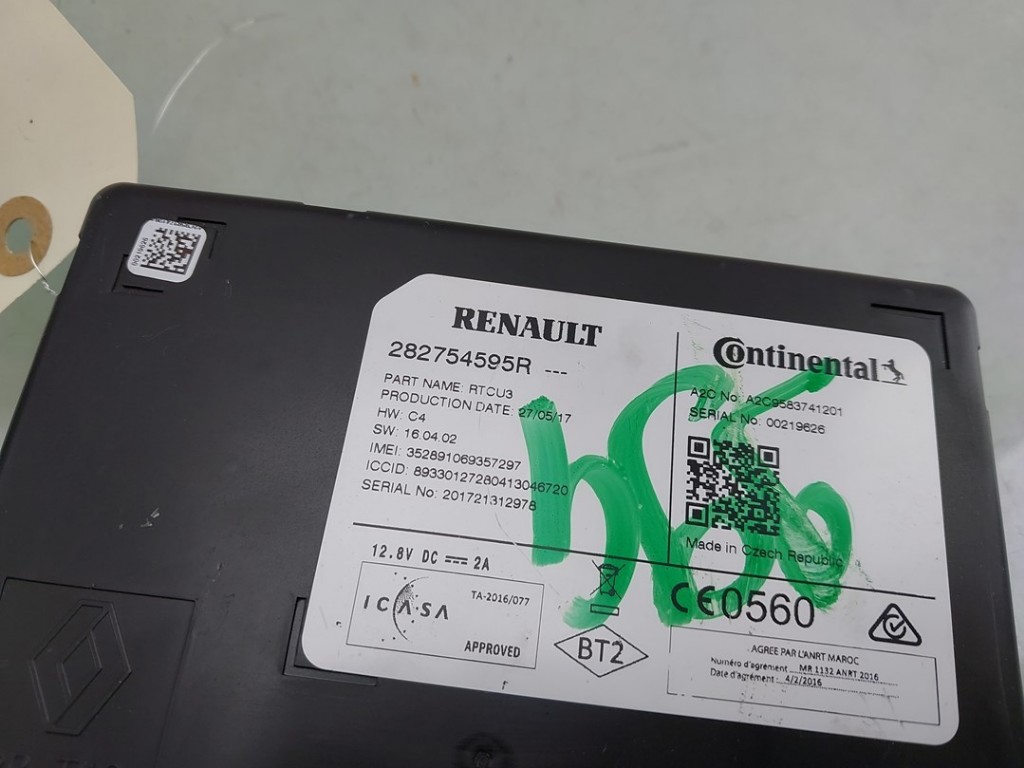 RENAULT
282754595R ---
PART NAME: RTCU3
PRODUCTION DATE: 27/05/17
HW: C4
SW: 16.04 02
IMEI: 352891069357297
ICCID: 89330127280413046720
SERIAL No: 201721312978
Continental
A2C No: A2C9583741201
SERIAL No: 00219626
Made in Czech Republic
12.8V DC 2A
ICASA
TA-2016/077
APPROVED
BT2
CE0560
AGREE PAR L'ANRT MAROC
Numéro d'agrément : MR 1132 ANRT 2016
Date d'agrément : 4/2/2016